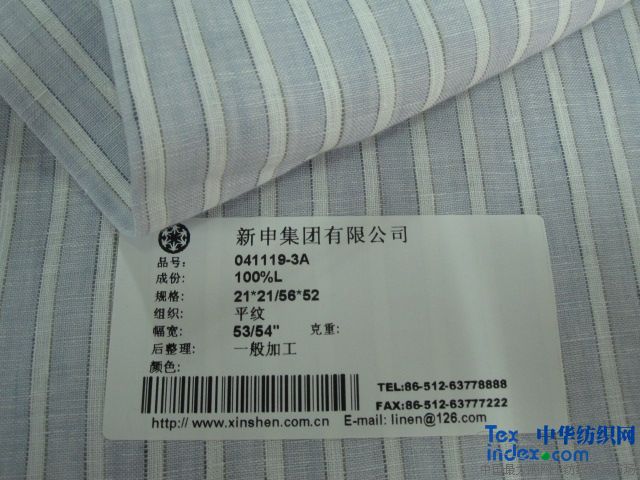 新申集团有限公司
品号: 041119-3A
成份: 100%L
规格: 21*21/56*52
组织: 平纹
幅宽: 53/54" 克重:
后整理: 一般加工
颜色:
TEL:86-512-63778888
FAX:86-512-63777222
http://www.xinshen.com.cn E-mail: linen@126.com
Tex 中华纺织网
index.com